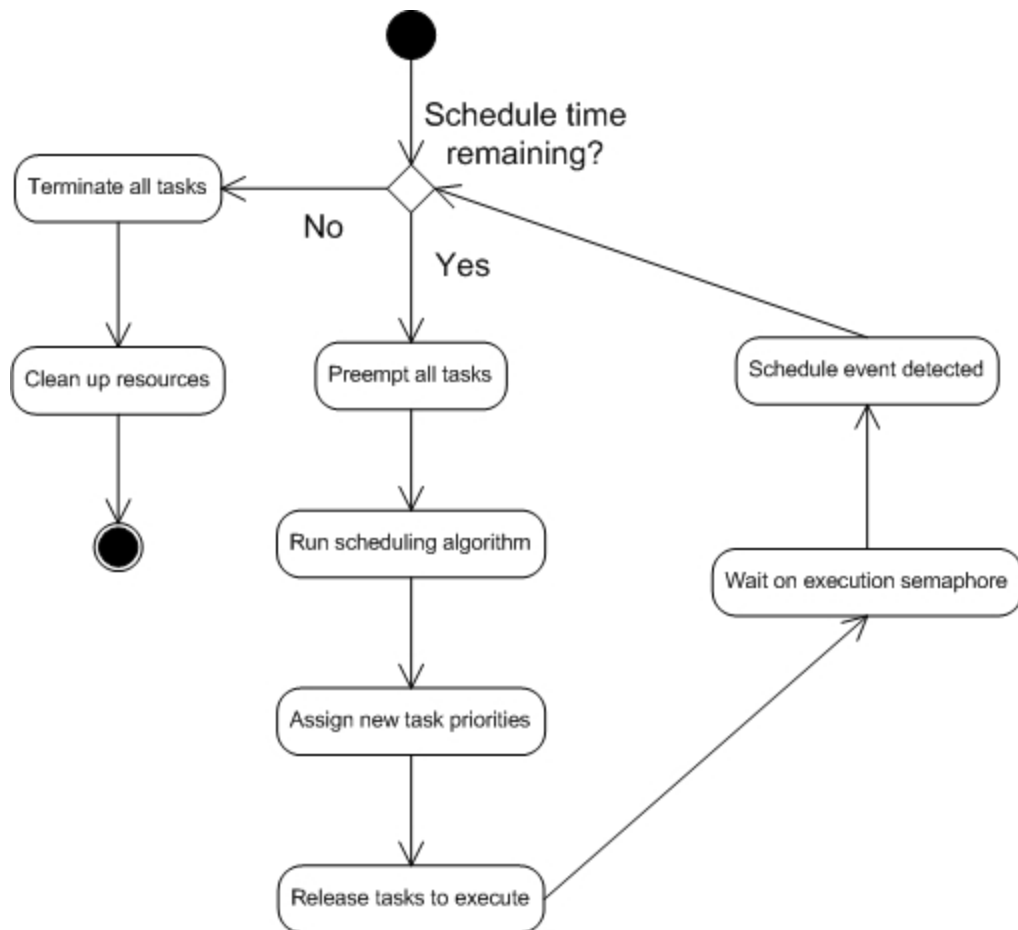 Schedule time
remaining?
Terminate all tasks
No
Yes
Clean up resources
Preempt all tasks
Schedule event detected
Run scheduling algorithm
Wait on execution semaphore
Assign new task priorities
Release tasks to execute